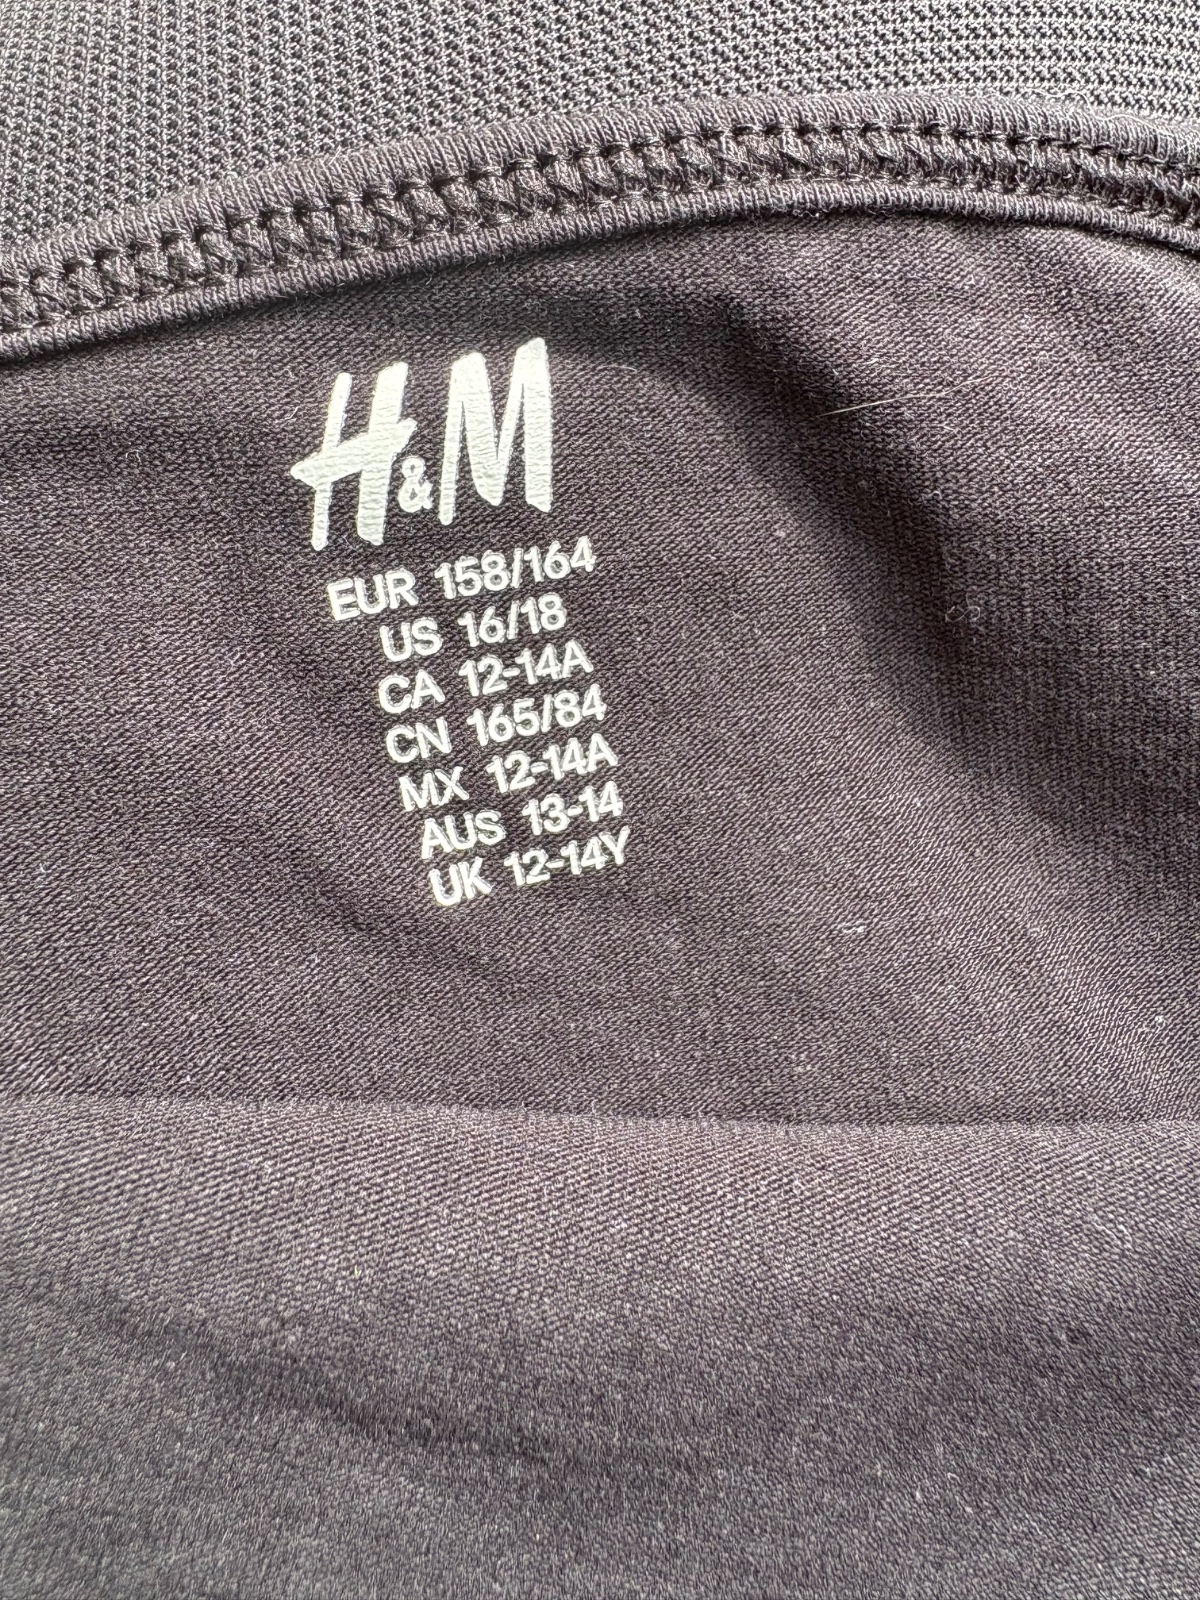 H&M
EUR 158/164
US 16/18
CA 12-14A
CN 165/84
MX 12-14A
AUS 13-14
UK 12-14Y